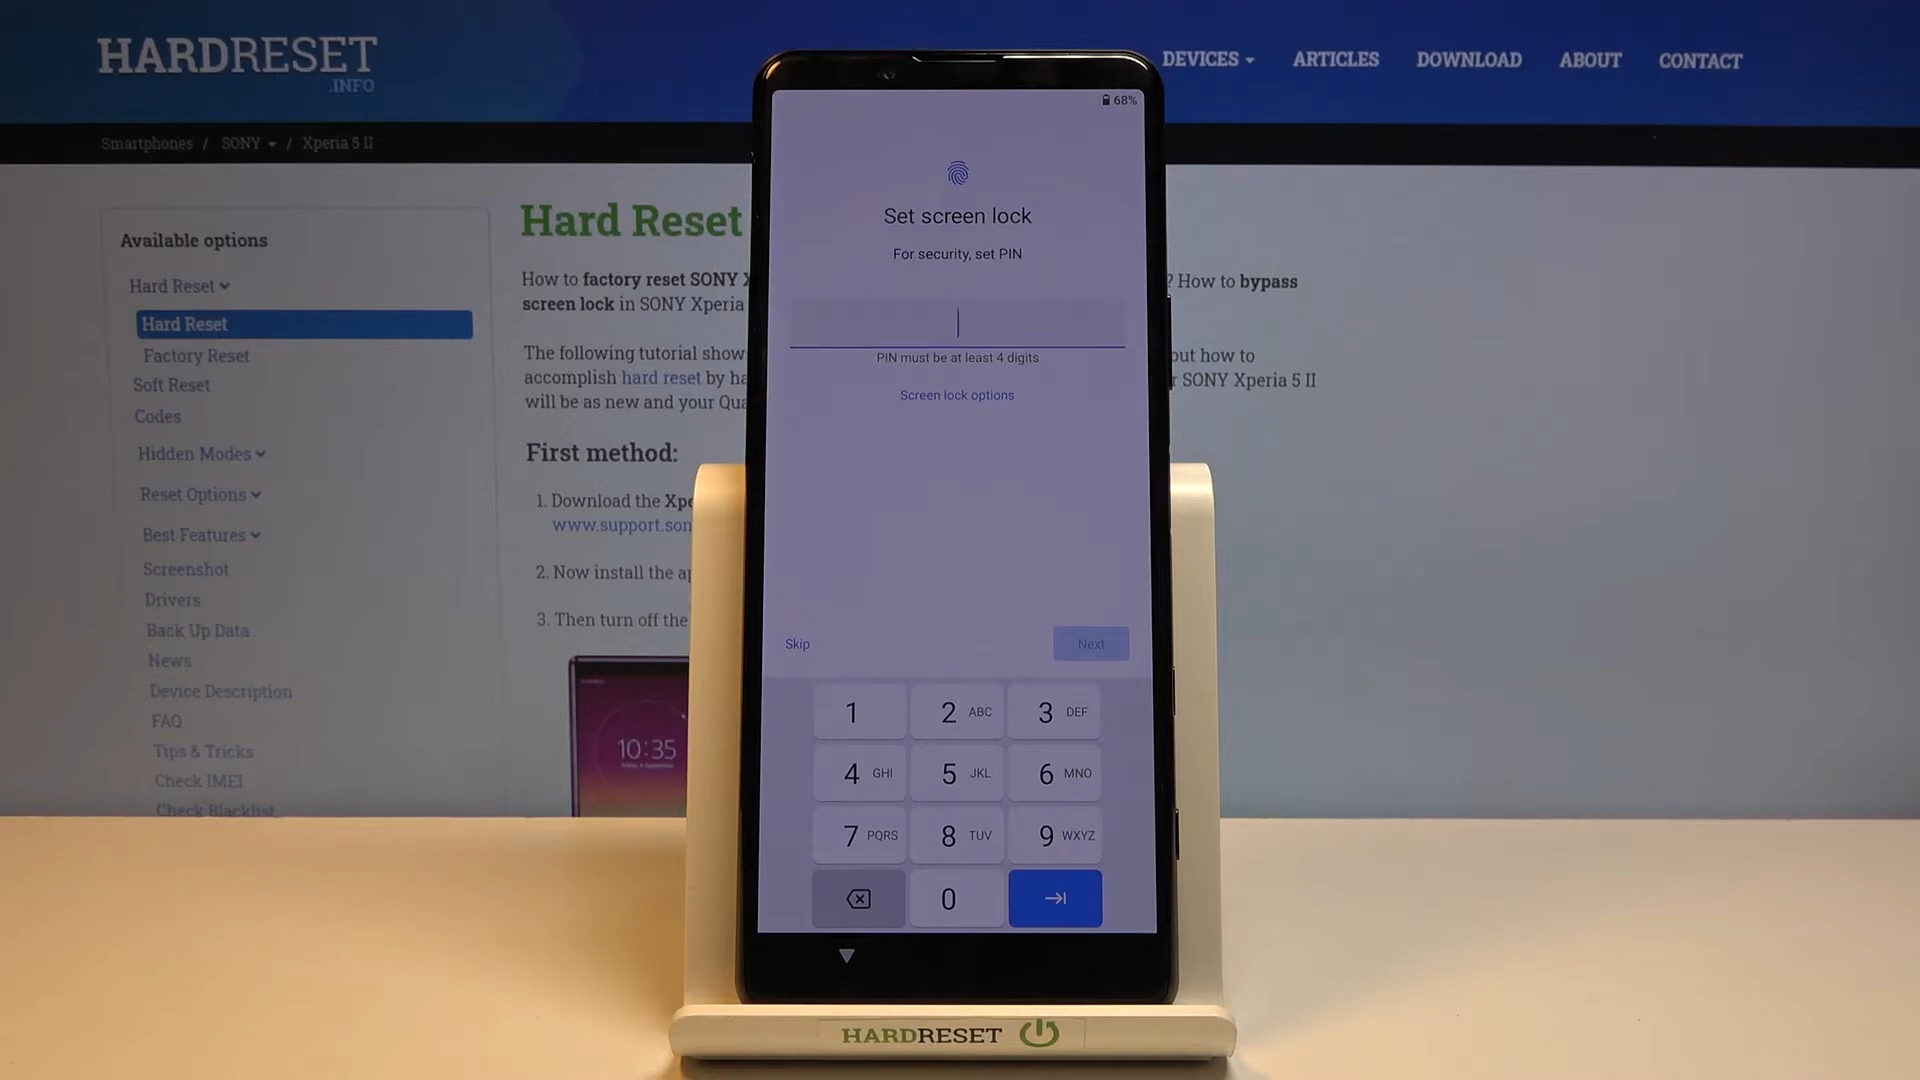 HARDRESET
.INFO
DEVICES
ARTICLES
DOWNLOAD
ABOUT
CONTACT
Smartphones / SONY / Xperia 5 II
Available options
Hard Reset
Hard Reset
Factory Reset
Soft Reset
Codes
Hidden Modes
Reset Options
Best Features
Screenshot
Drivers
Back Up Data
News
Device Description
FAQ
Tips & Tricks
Check IMEI
Check Blacklist
Hard Reset
How to factory reset SONY
? How to bypass
screen lock in SONY Xperia
The following tutorial show
out how to
accomplish hard reset by ha
SONY Xperia 5 II
will be as new and your Qua
First method:
1. Download the Xpe
www.support.son
2. Now install the ap
3. Then turn off the
10:35
68%
Set screen lock
For security, set PIN
PIN must be at least 4 digits
Screen lock options
Skip
Next
1
2 ABC
3 DEF
4 GHI
5 JKL
6 MNO
7 PQRS
8 TUV
9 WXYZ
0
HARDRESET